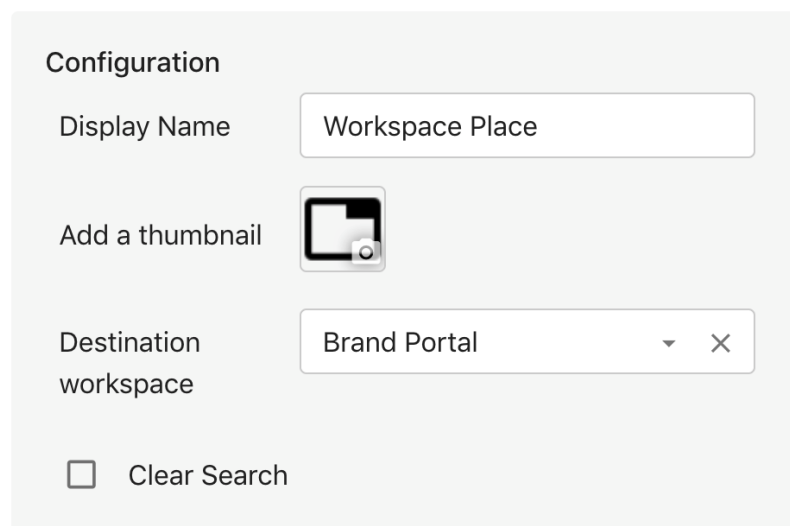 Configuration
Display Name
Workspace Place
Add a thumbnail
Destination
workspace
Brand Portal
Clear Search